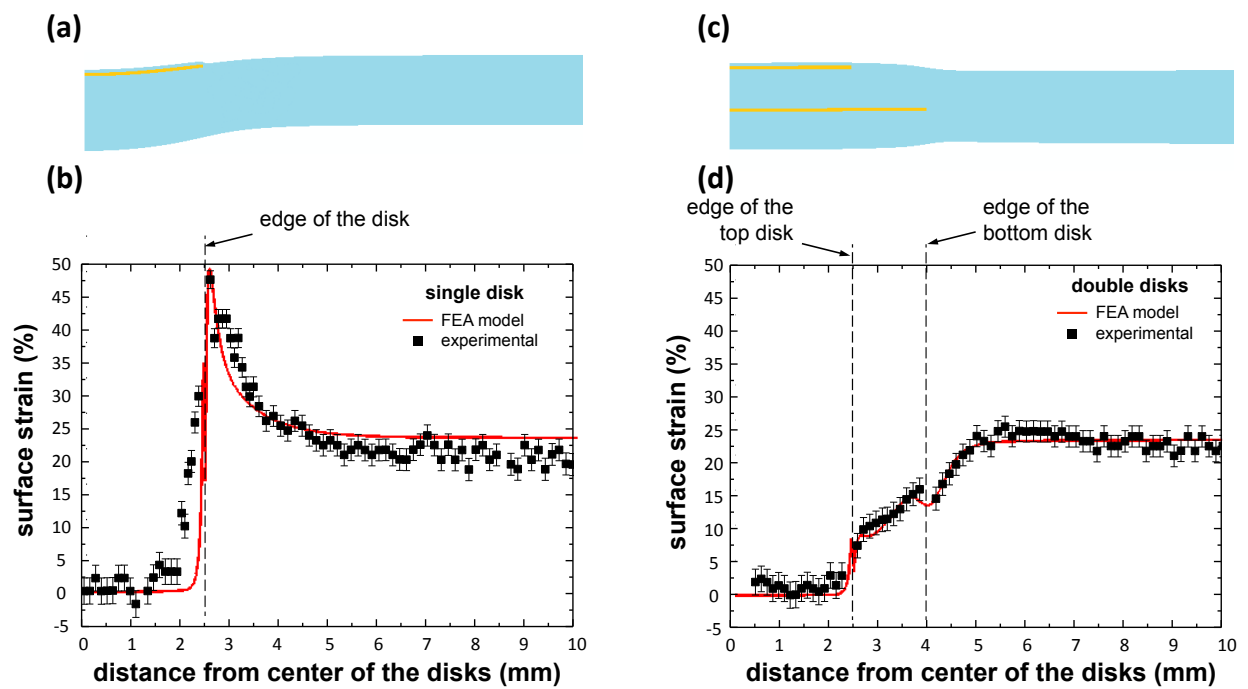 (a)
(c)
(b)
(d)
edge of the disk
edge of the
top disk
edge of the
bottom disk
50
45
40
35
30
25
20
15
10
5
0
-5
surface strain (%)
single disk
FEA model
experimental
0 1 2 3 4 5 6 7 8 9 10
distance from center of the disks (mm)
50
45
40
35
30
25
20
15
10
5
0
-5
surface strain (%)
double disks
FEA model
experimental
0 1 2 3 4 5 6 7 8 9 10
distance from center of the disks (mm)